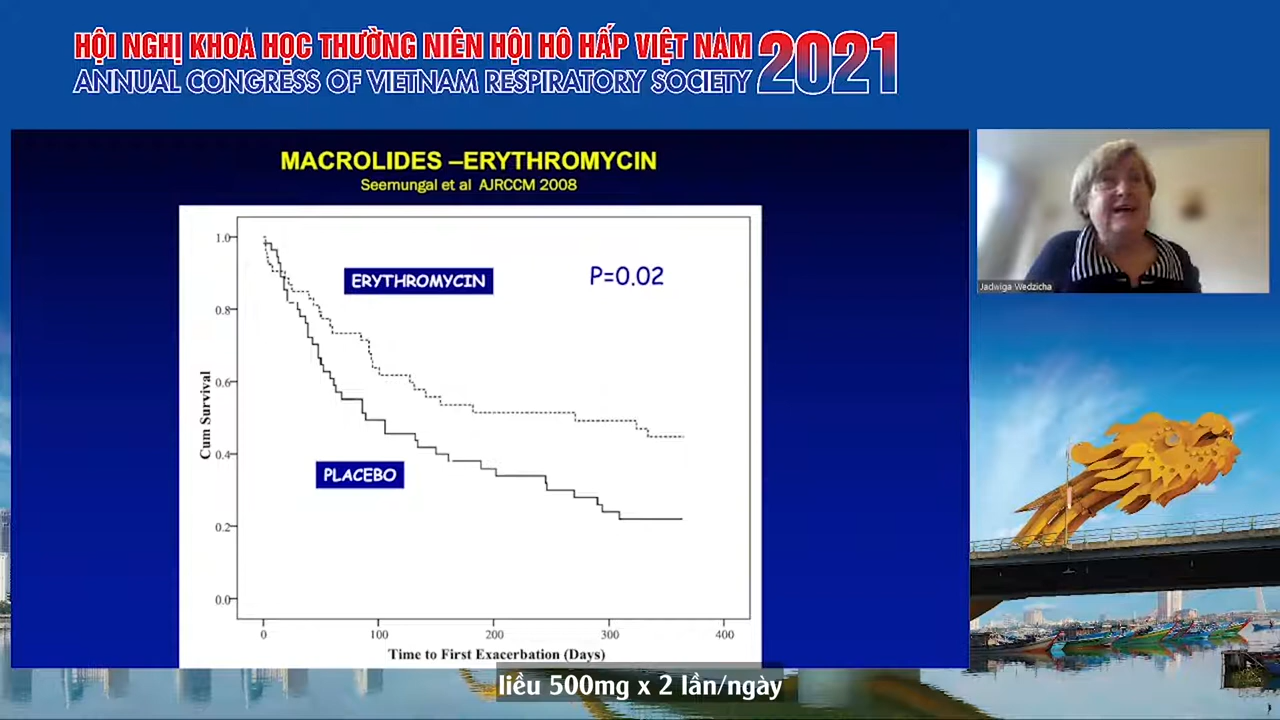 HỘI NGHỊ KHOA HỌC THƯỜNG NIÊN HỘI HÔ HẤP VIỆT NAM
ANNUAL CONGRESS OF VIETNAM RESPIRATORY SOCIETY
2021
MACROLIDES –ERYTHROMYCIN
Seemungal et al AJRCCM 2008
ERYTHROMYCIN
P=0.02
PLACEBO
Cum Survival
1.0
0.8
0.6
0.4
0.2
0.0
0 100 200 300 400
Time to First Exacerbation (Days)
Jadwiga Wedzicha
liều 500mg x 2 lần/ngày